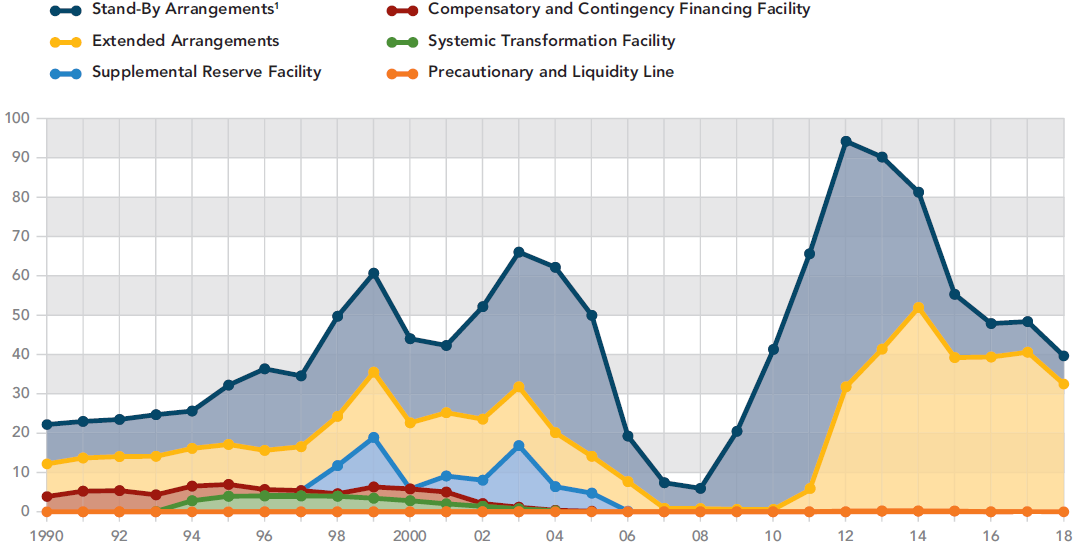 Stand-By Arrangements¹ Compensatory and Contingency Financing Facility
Extended Arrangements Systemic Transformation Facility
Supplemental Reserve Facility Precautionary and Liquidity Line
100
90
80
70
60
50
40
30
20
10
0
1990 92 94 96 98 2000 02 04 06 08 10 12 14 16 18